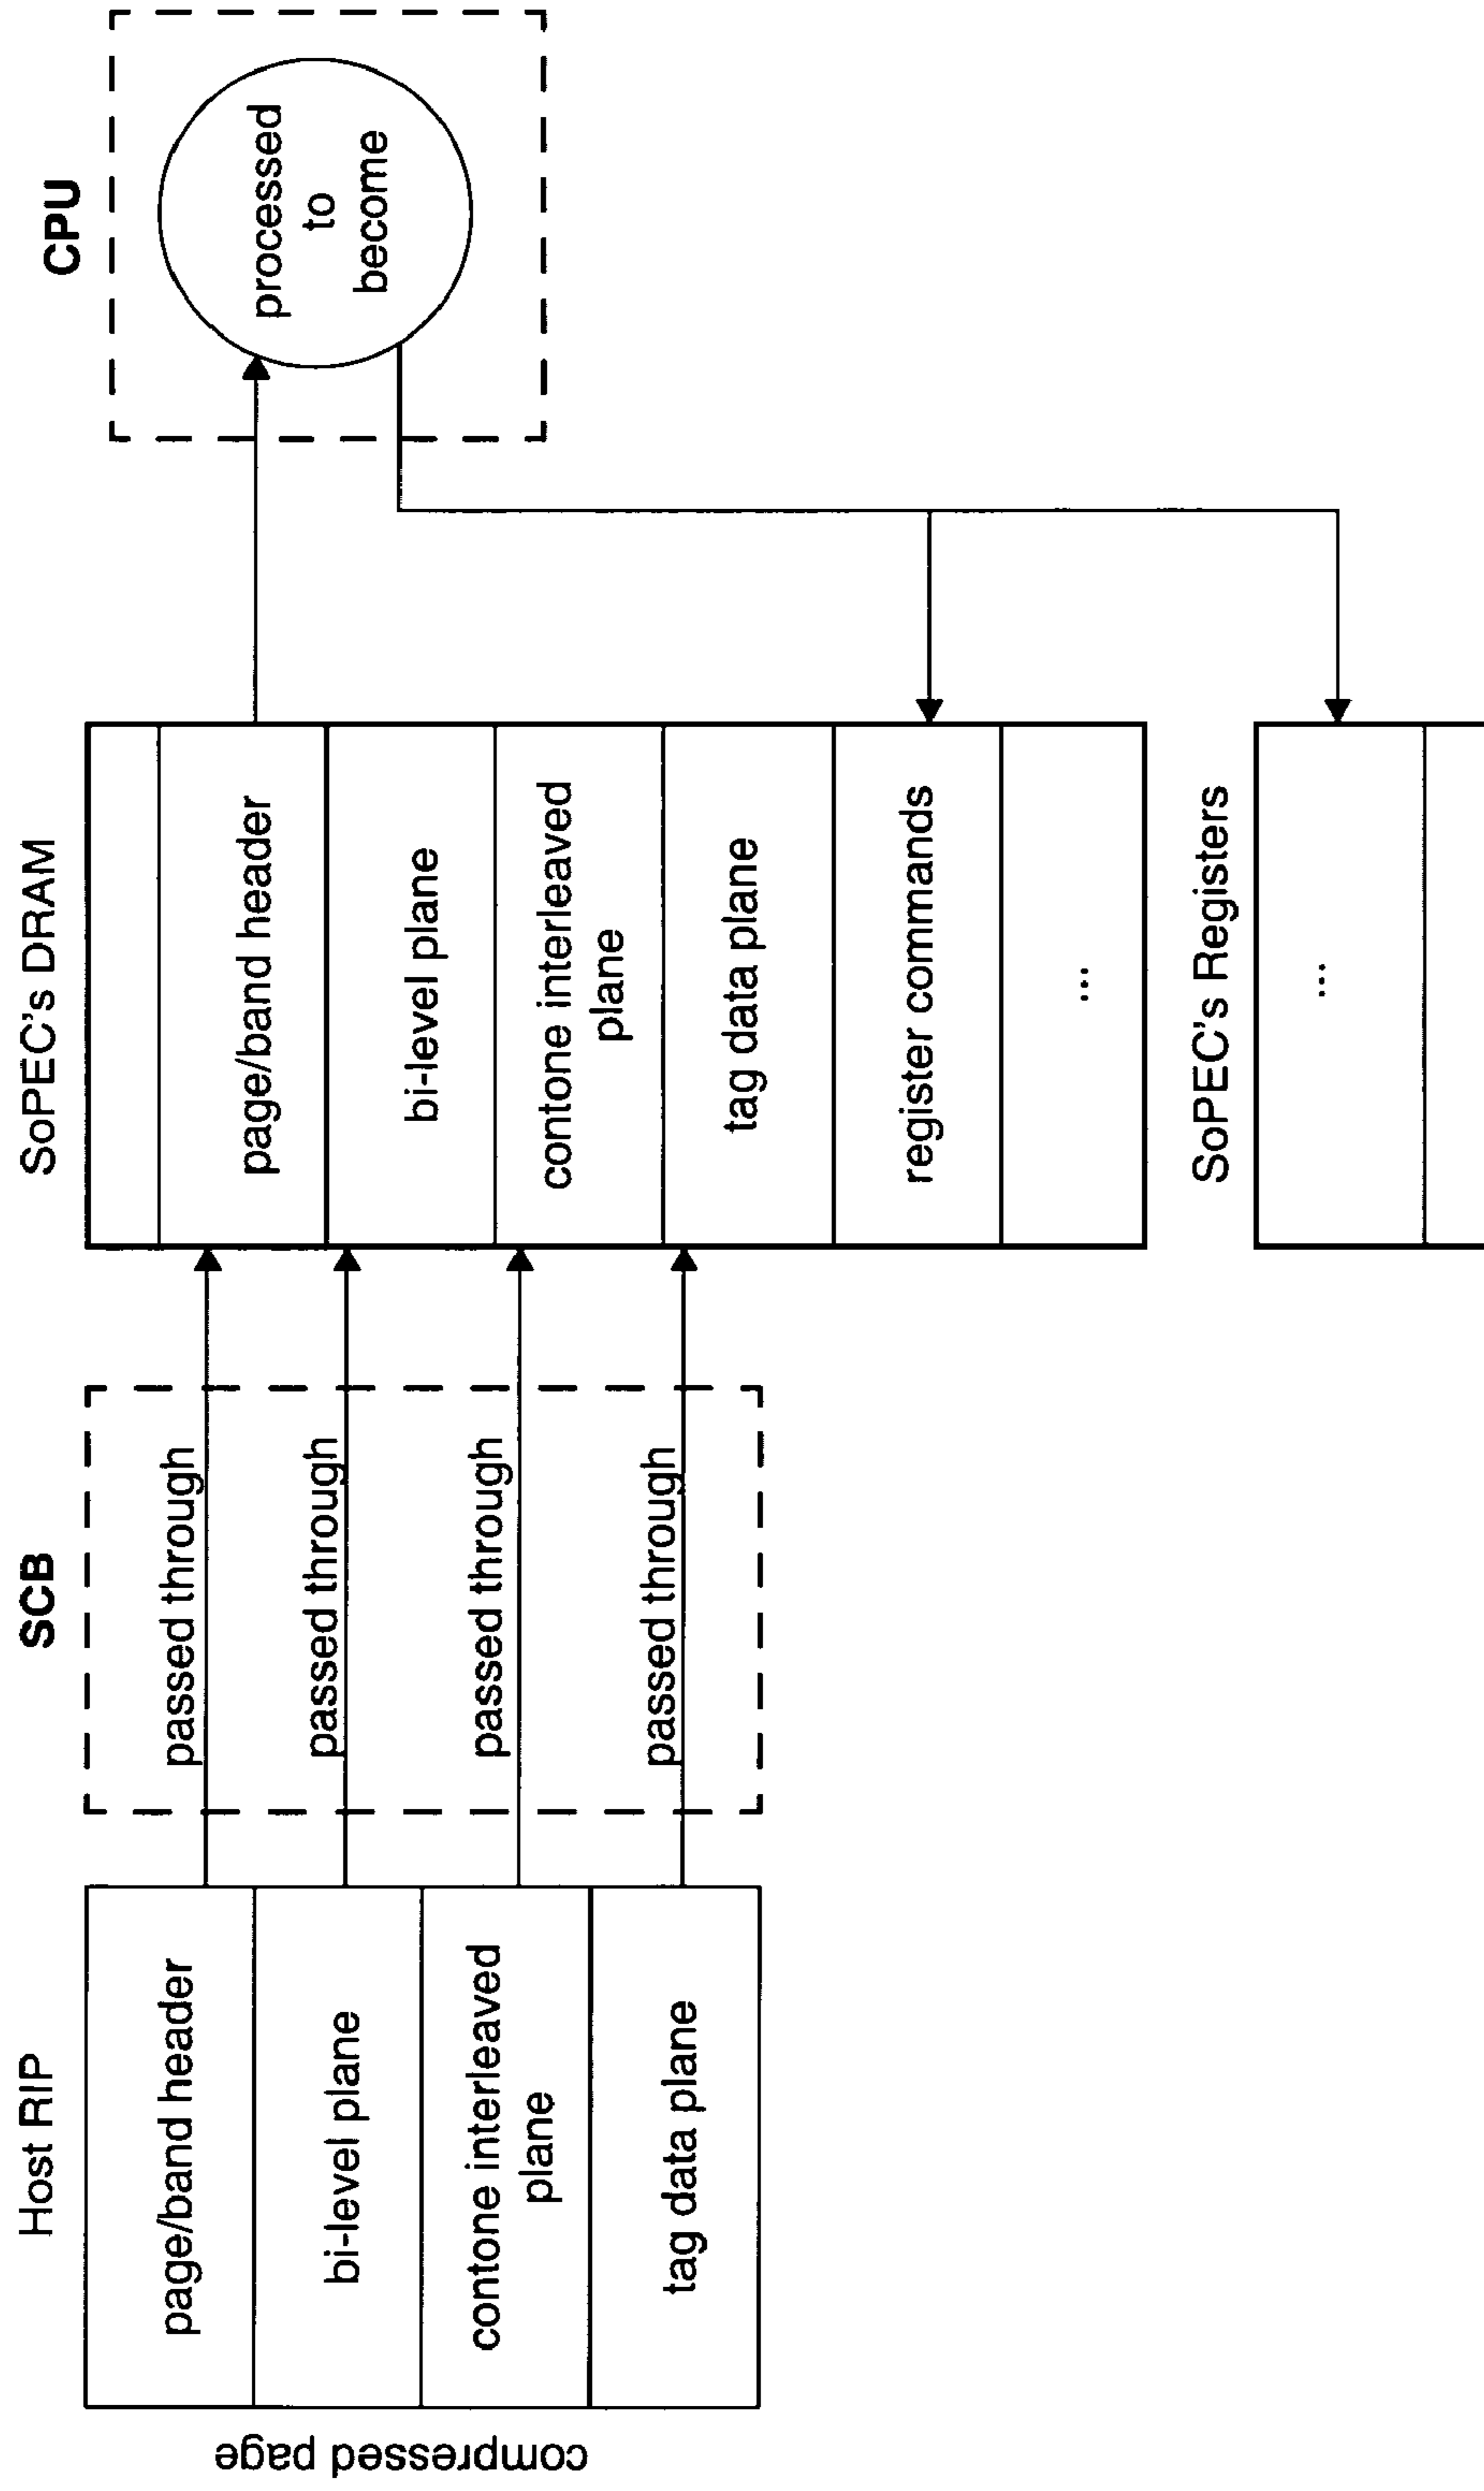 Host RIP
SCB
SoPEC's DRAM
CPU
compressed page
page/band header
bi-level plane
contone interleaved
plane
tag data plane
passed through
passed through
passed through
passed through
page/band header
bi-level plane
contone interleaved
plane
tag data plane
register commands
...
processed
to
become
SoPEC's Registers
...